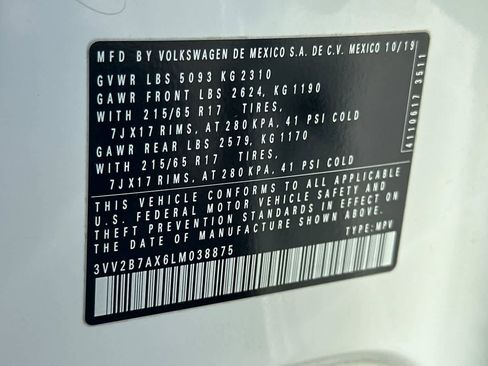 MFD BY VOLKSWAGEN DE MEXICO S.A. DE C.V. MEXICO 10/19
GVWR LBS 5093 KG 2310
GAWR FRONT LBS 2624, KG 1190
WITH 215/65 R17 TIRES,
7JX17 RIMS, AT 280 KPA, 41 PSI COLD
GAWR REAR LBS 2579, KG 1170
WITH 215/65 R17 TIRES,
7JX17 RIMS, AT 280 KPA, 41 PSI COLD
THIS VEHICLE CONFORMS TO ALL APPLICABLE
U.S. FEDERAL MOTOR VEHICLE SAFETY AND
THEFT PREVENTION STANDARDS IN EFFECT ON
THE DATE OF MANUFACTURE SHOWN ABOVE.
3VV2B7AX6LM038875
TYPE: MPV
4110617 3511